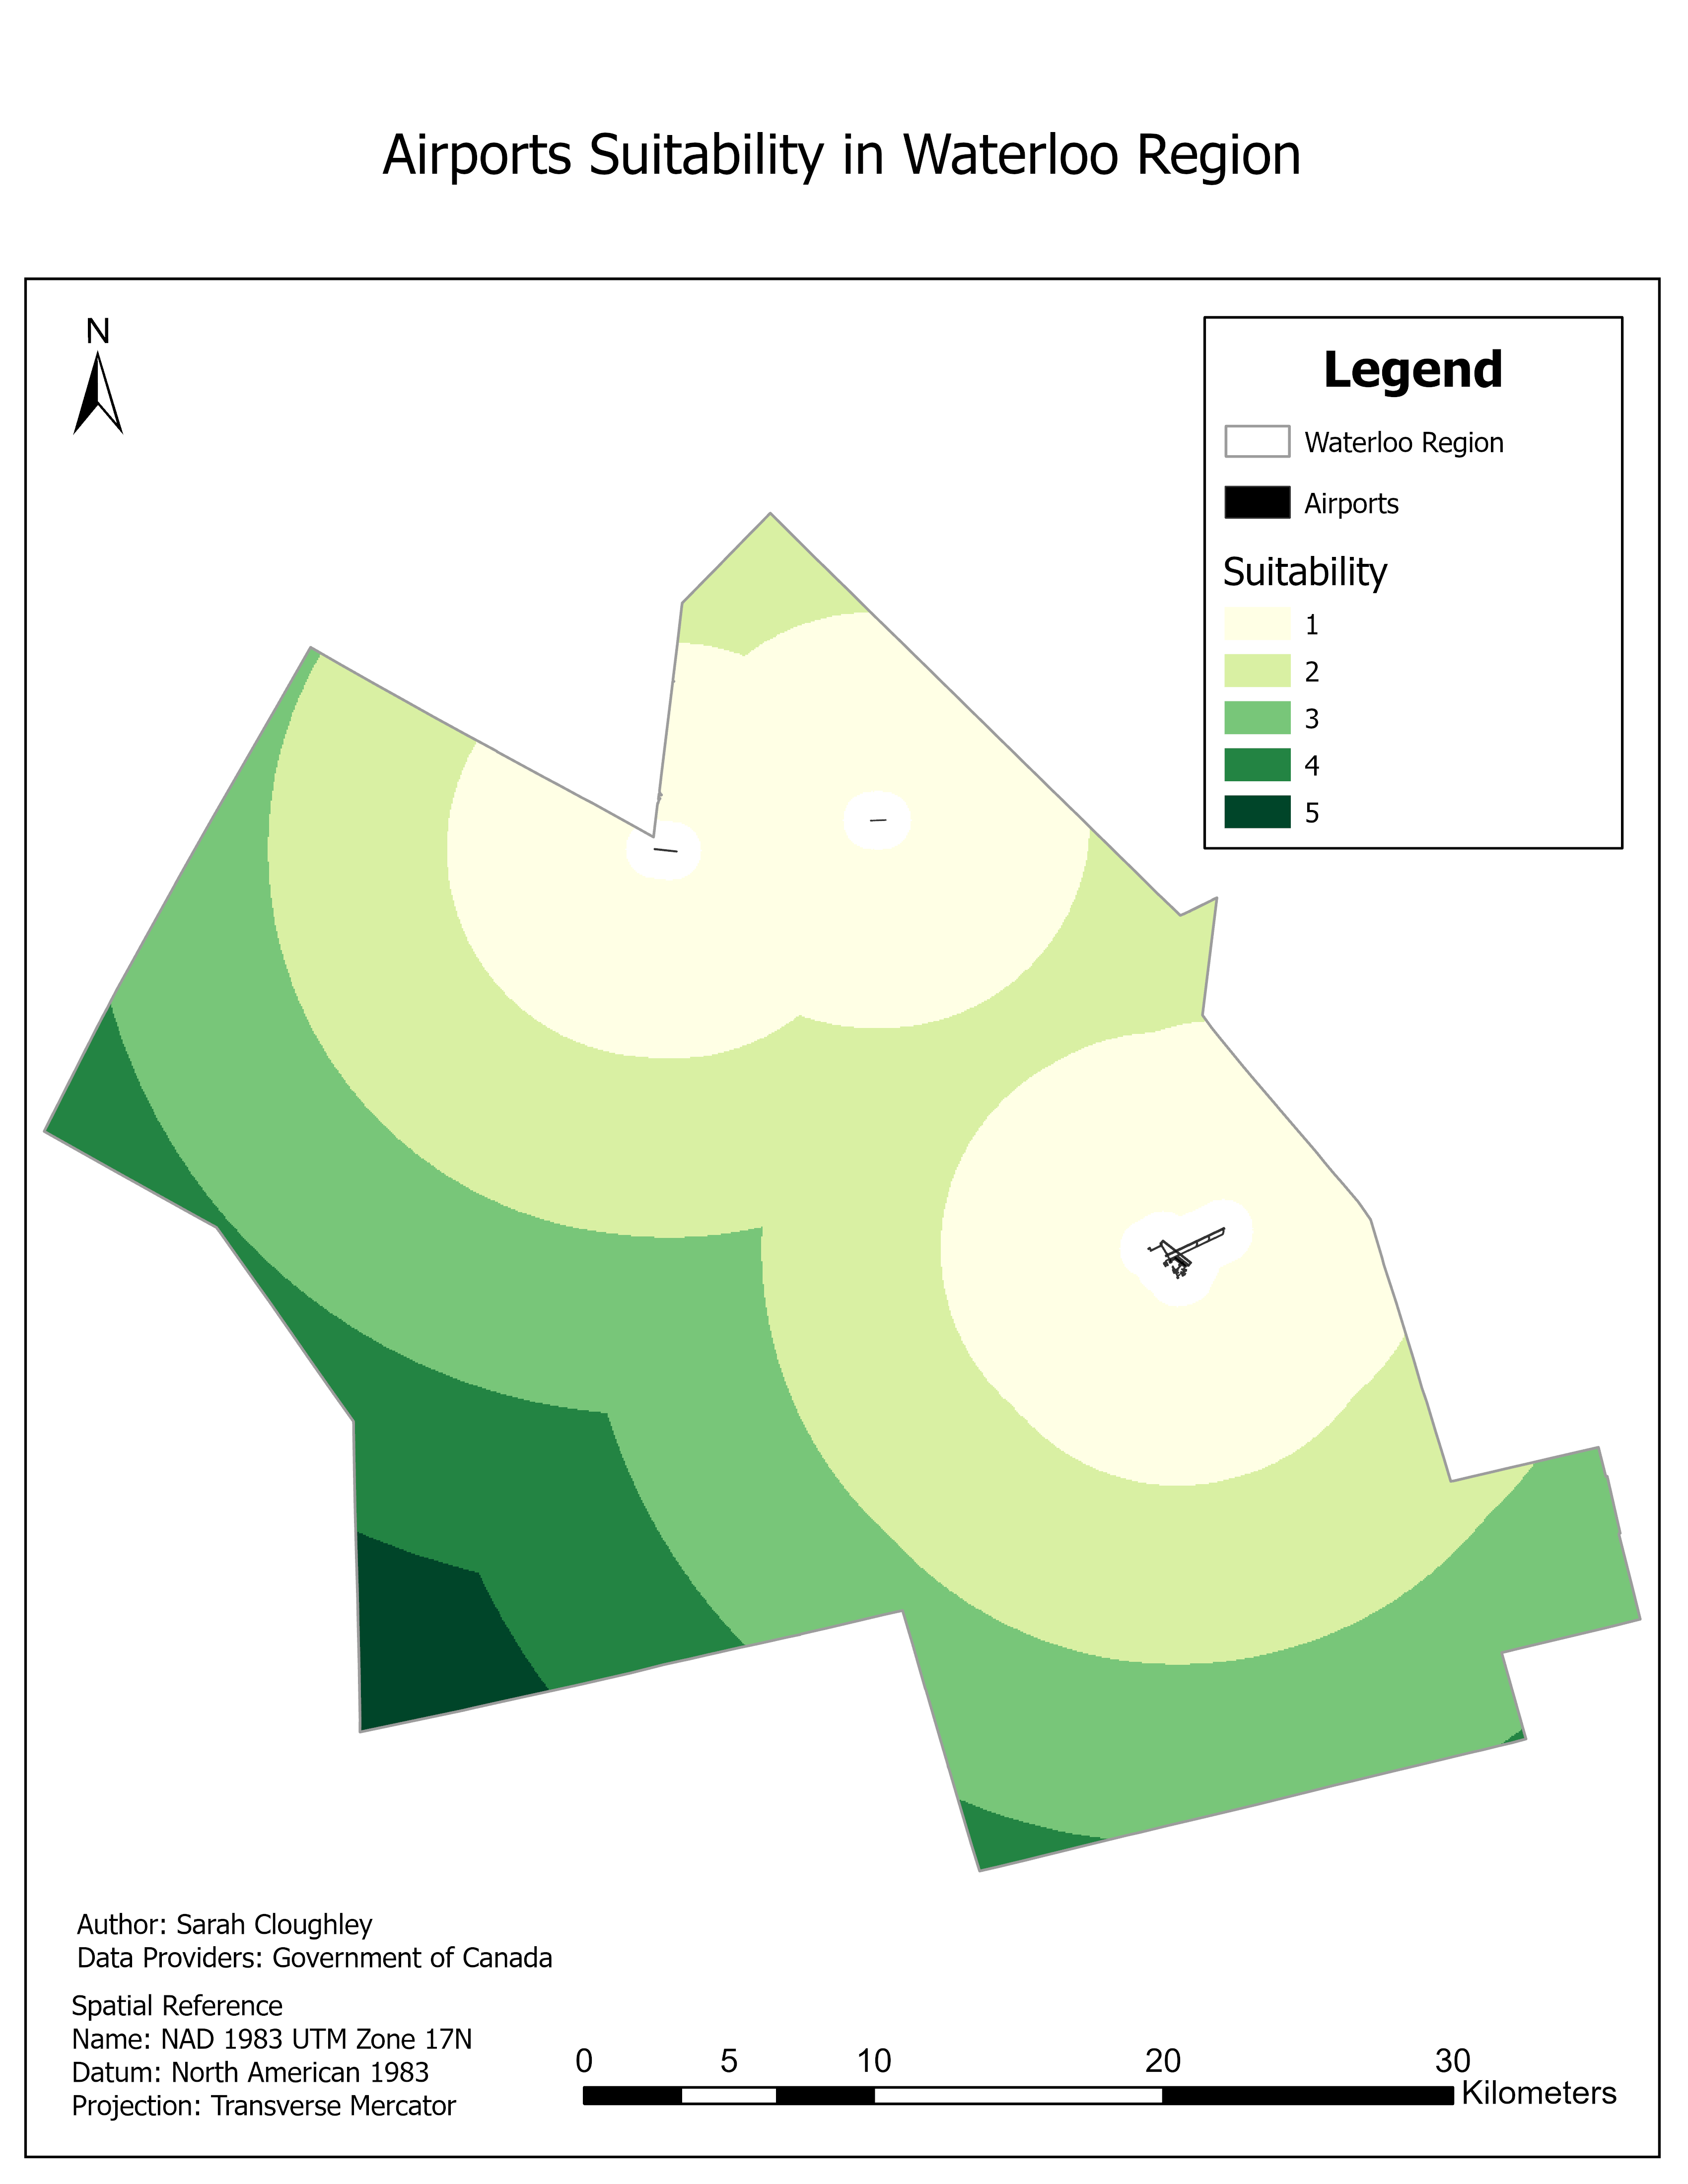 Airports Suitability in Waterloo Region
N
Legend
Waterloo Region
Airports
Suitability
1
2
3
4
5
Author: Sarah Cloughley
Data Providers: Government of Canada
Spatial Reference
Name: NAD 1983 UTM Zone 17N
Datum: North American 1983
Projection: Transverse Mercator
0 5 10 20 30
Kilometers